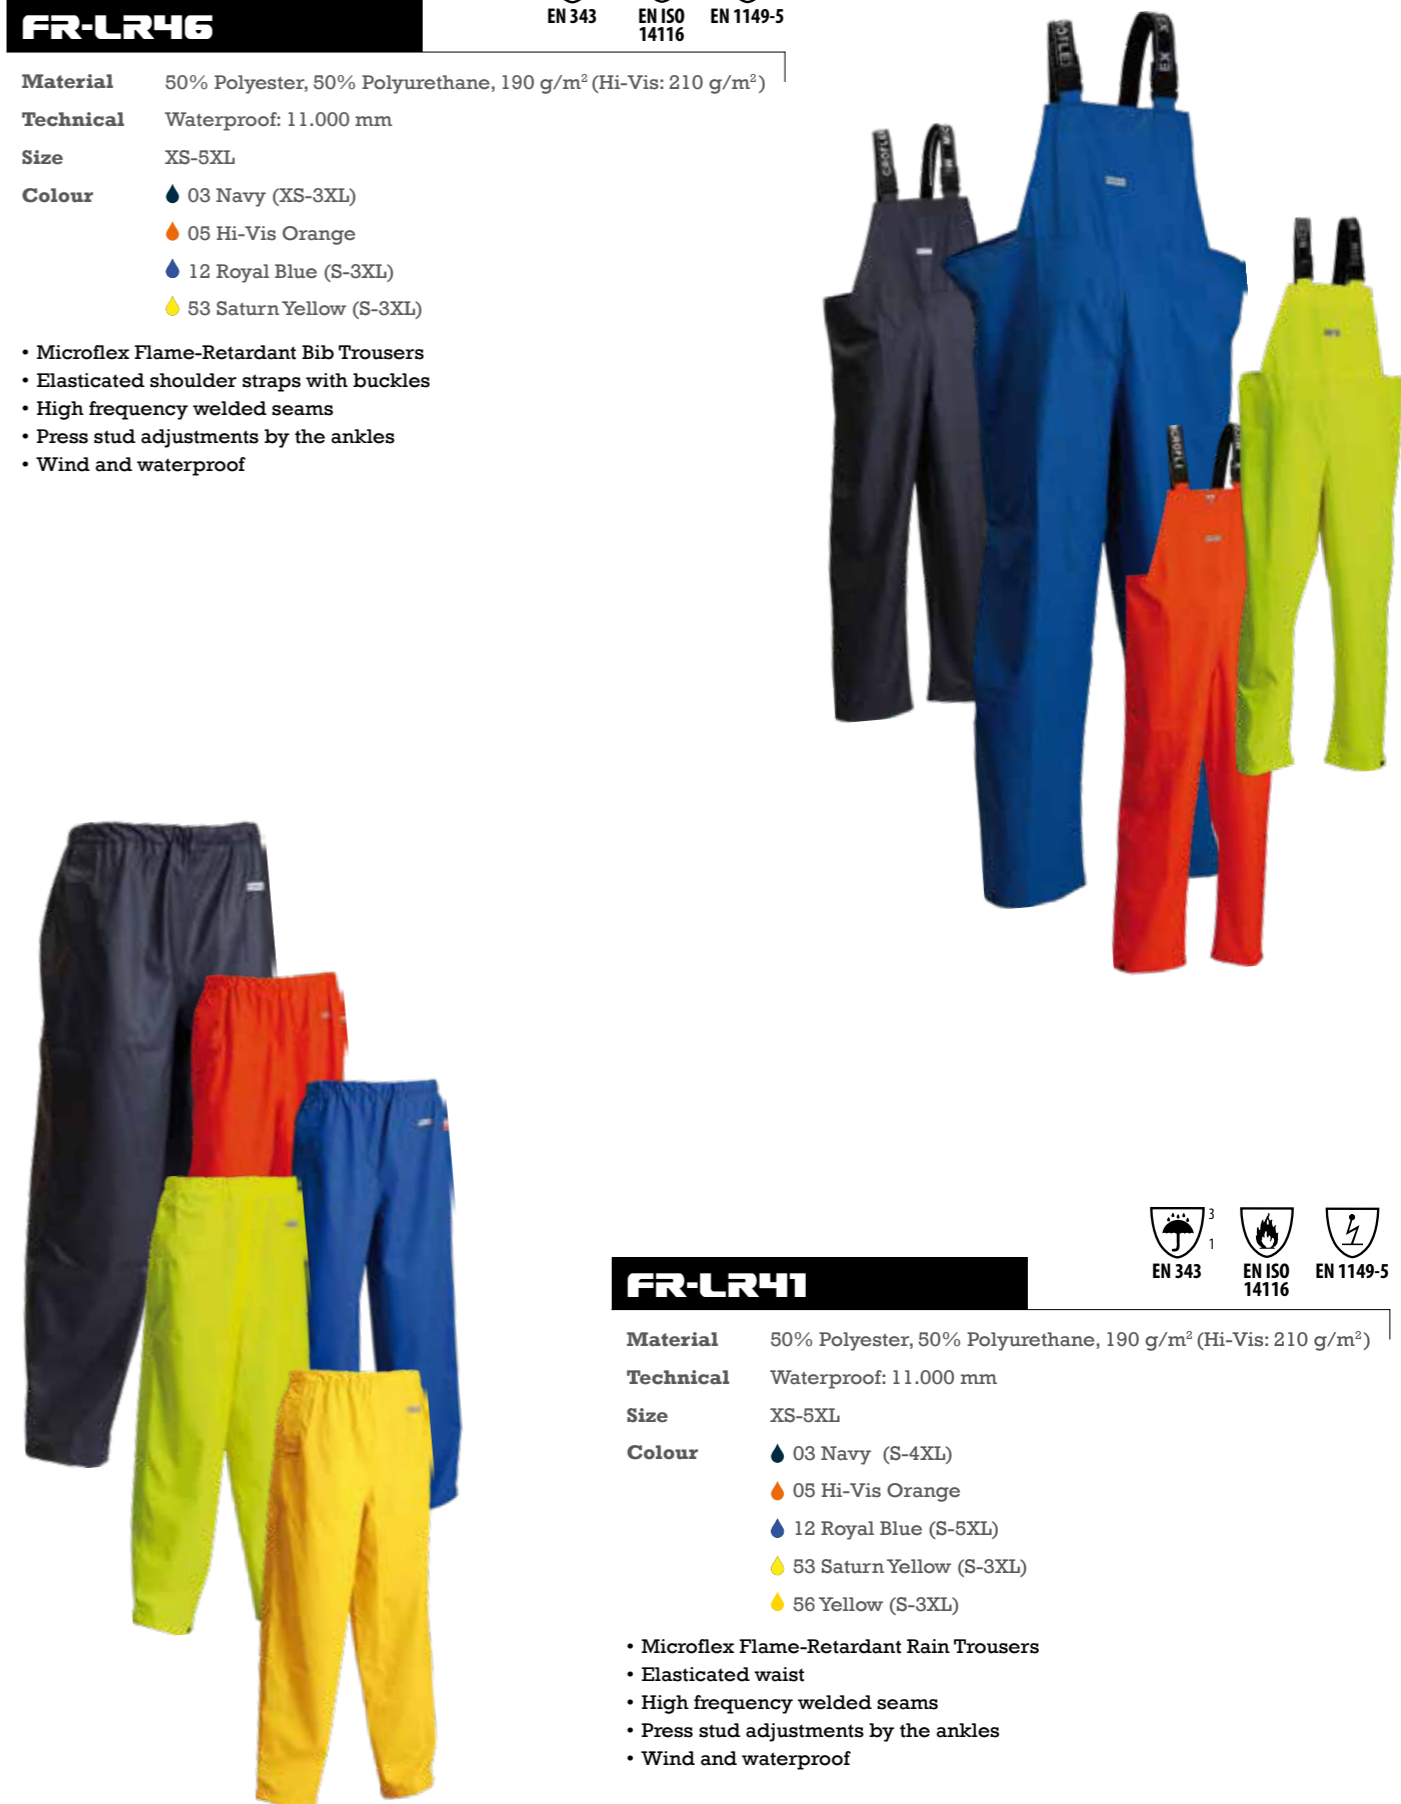 FR-LR46
EN 343
EN ISO
14116
EN 1149-5
Material 50% Polyester, 50% Polyurethane, 190 g/m² (Hi-Vis: 210 g/m²)
Technical Waterproof: 11.000 mm
Size XS-5XL
Colour 03 Navy (XS-3XL)
05 Hi-Vis Orange
12 Royal Blue (S-3XL)
53 Saturn Yellow (S-3XL)
• Microflex Flame-Retardant Bib Trousers
• Elasticated shoulder straps with buckles
• High frequency welded seams
• Press stud adjustments by the ankles
• Wind and waterproof
3
1
EN 343
EN ISO
14116
EN 1149-5
FR-LR41
Material 50% Polyester, 50% Polyurethane, 190 g/m² (Hi-Vis: 210 g/m²)
Technical Waterproof: 11.000 mm
Size XS-5XL
Colour 03 Navy (S-4XL)
05 Hi-Vis Orange
12 Royal Blue (S-5XL)
53 Saturn Yellow (S-3XL)
56 Yellow (S-3XL)
• Microflex Flame-Retardant Rain Trousers
• Elasticated waist
• High frequency welded seams
• Press stud adjustments by the ankles
• Wind and waterproof